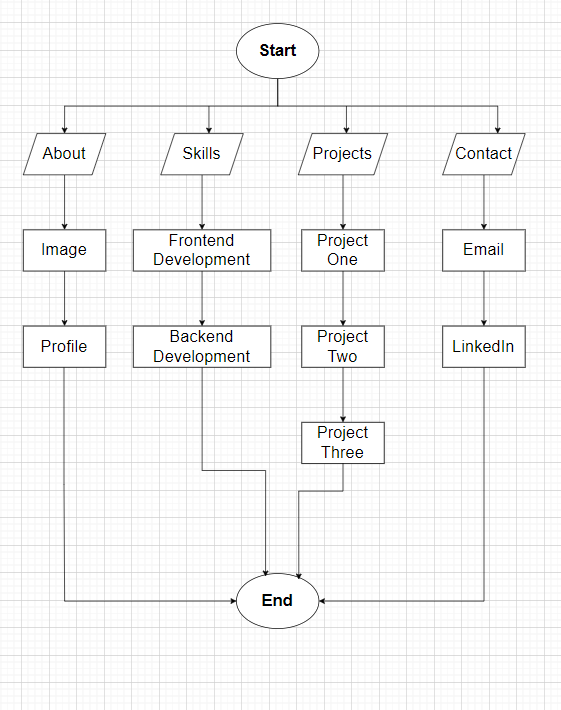 Start
About
Skills
Projects
Contact
Image
Frontend
Development
Project
One
Email
Profile
Backend
Development
Project
Two
LinkedIn
Project
Three
End